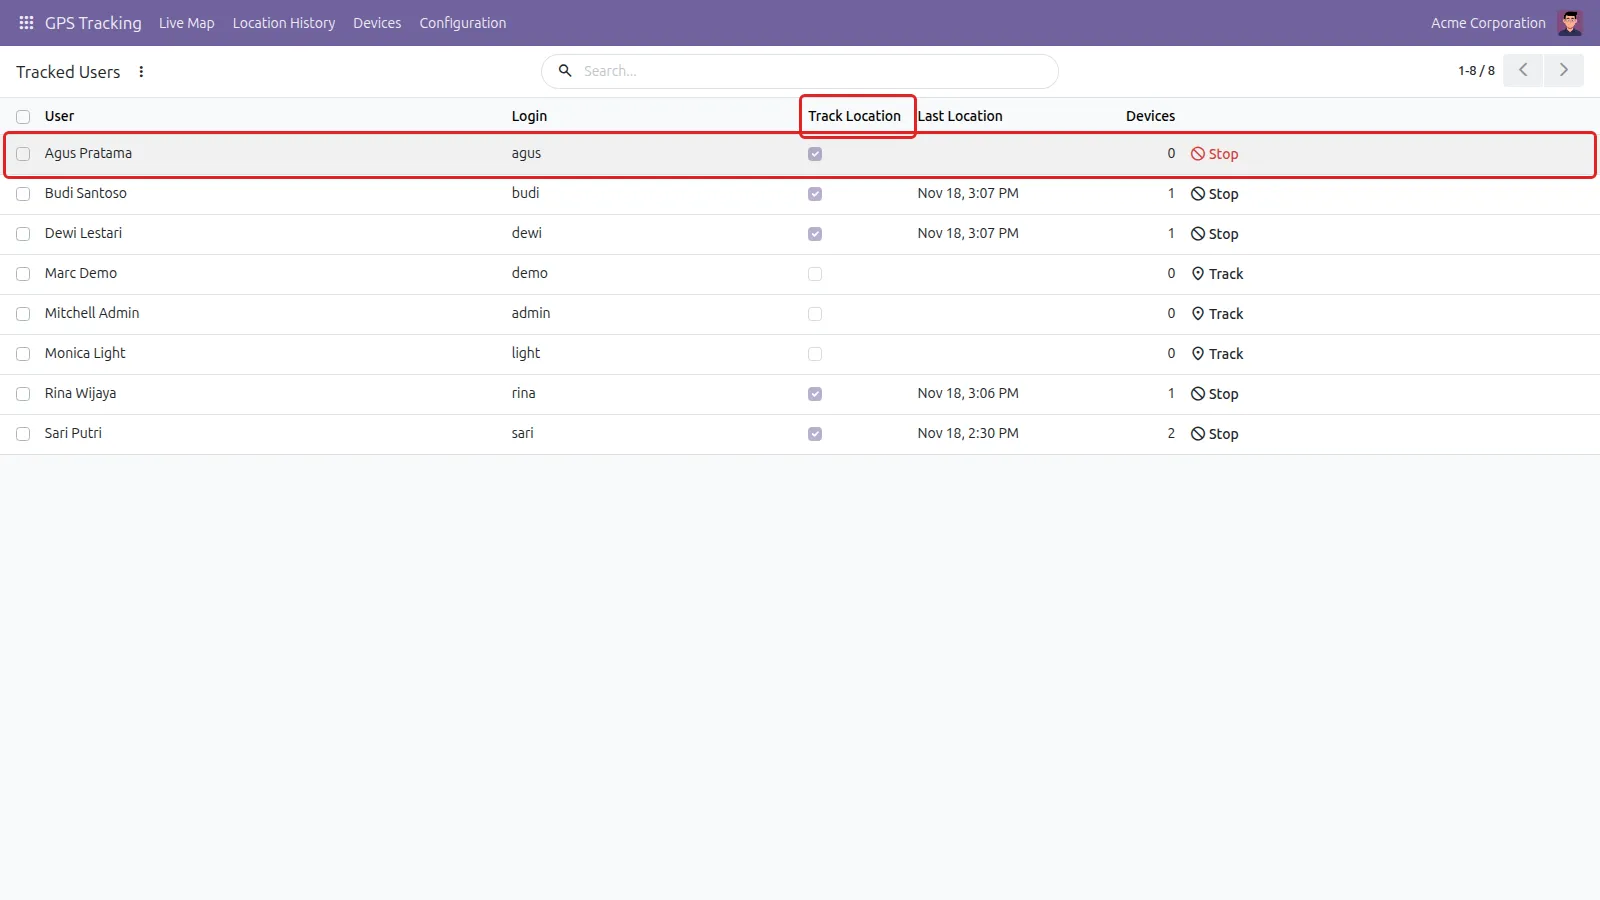 GPS Tracking Live Map Location History Devices Configuration Acme Corporation
Tracked Users Search... 1-8 / 8
User Login Track Location Last Location Devices
Agus Pratama agus 0 Stop
Budi Santoso budi Nov 18, 3:07 PM 1 Stop
Dewi Lestari dewi Nov 18, 3:07 PM 1 Stop
Marc Demo demo 0 Track
Mitchell Admin admin 0 Track
Monica Light light 0 Track
Rina Wijaya rina Nov 18, 3:06 PM 1 Stop
Sari Putri sari Nov 18, 2:30 PM 2 Stop